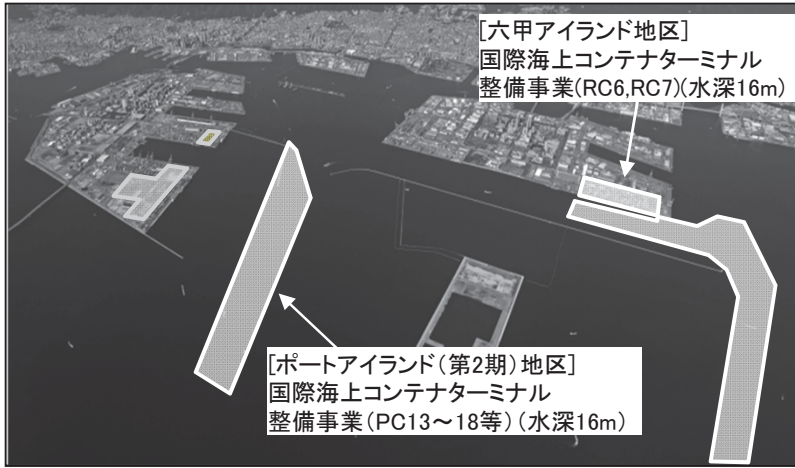 [六甲アイランド地区]
国際海上コンテナターミナル
整備事業(RC6,RC7)(水深16m)
[ポートアイランド(第2期)地区]
国際海上コンテナターミナル
整備事業(PC13～18等)(水深16m)